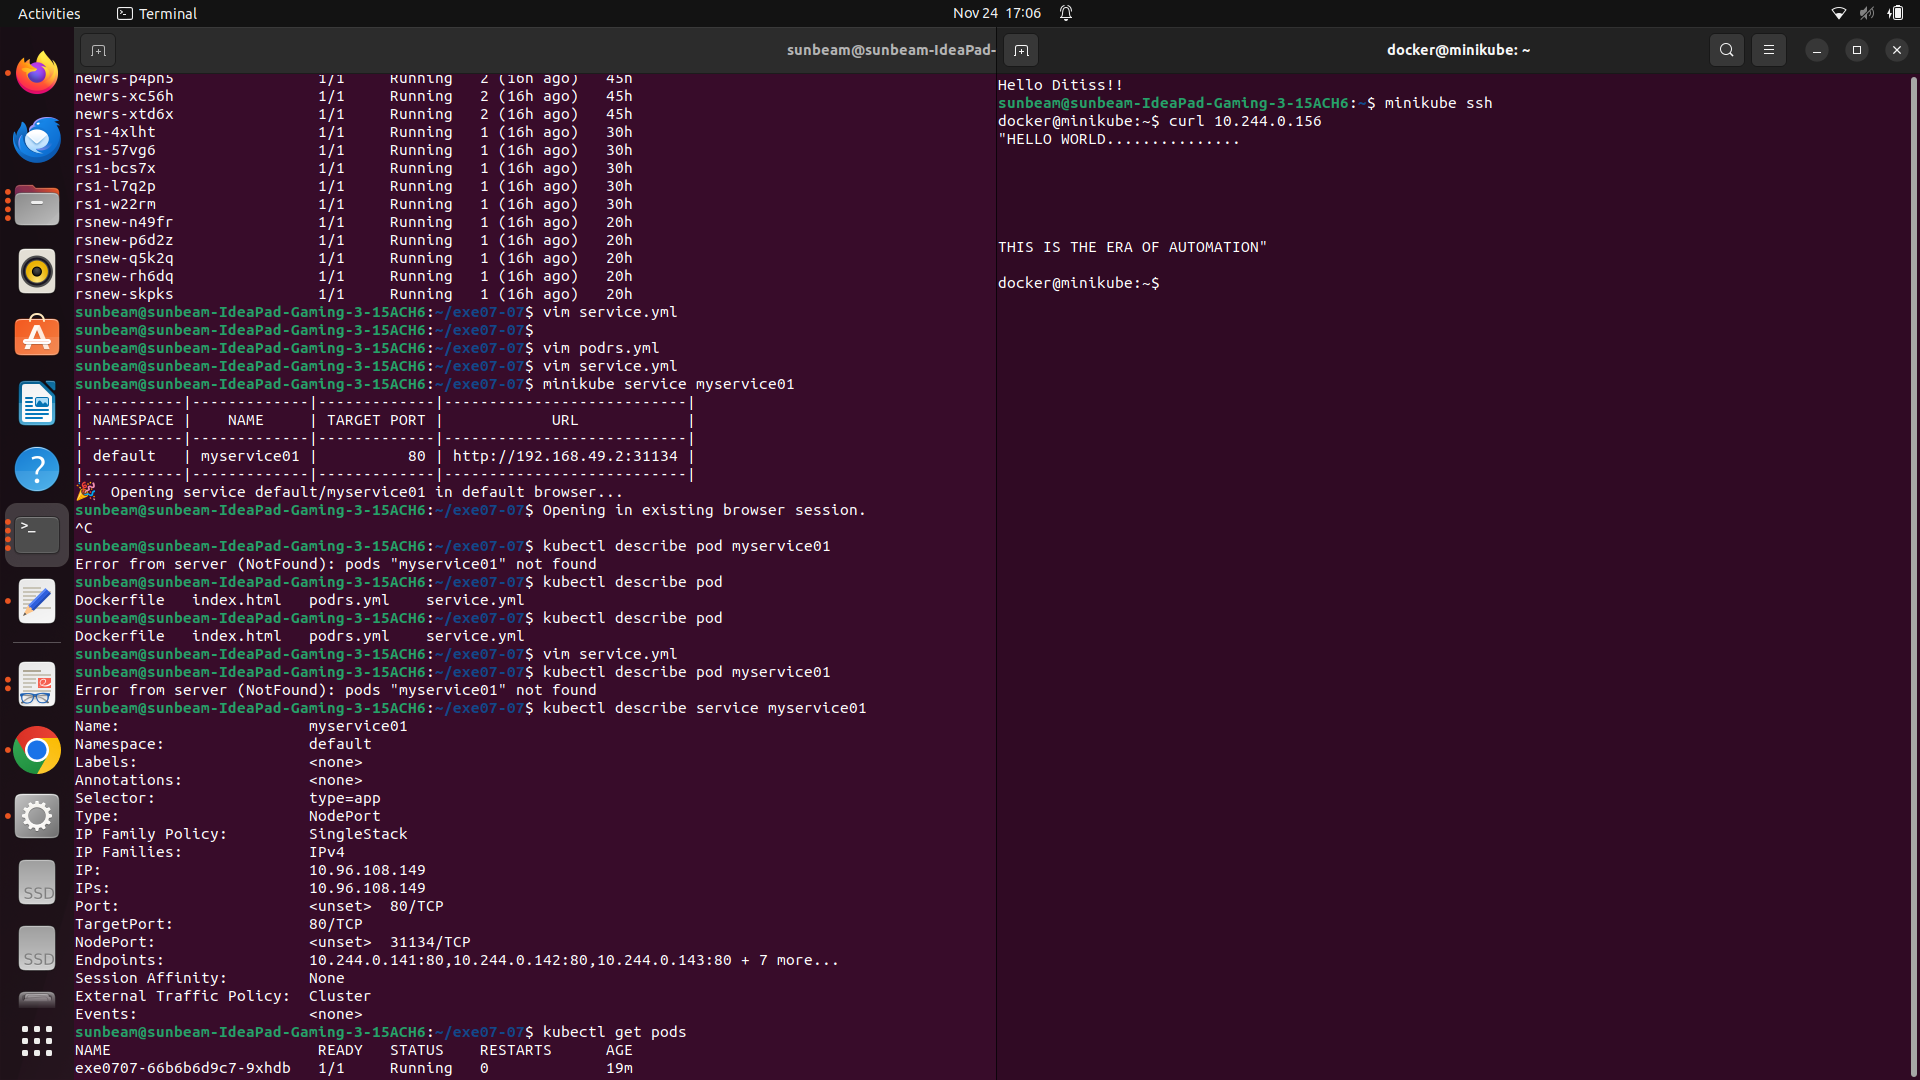 Activities
Terminal
Nov 24 17:06
sunbeam@sunbeam-IdeaPad-
newrs-p4pn5 1/1 Running 2 (16h ago) 45h
newrs-xc56h 1/1 Running 2 (16h ago) 45h
newrs-xtd6x 1/1 Running 2 (16h ago) 45h
rs1-4xlht 1/1 Running 1 (16h ago) 30h
rs1-57vg6 1/1 Running 1 (16h ago) 30h
rs1-bcs7x 1/1 Running 1 (16h ago) 30h
rs1-l7q2p 1/1 Running 1 (16h ago) 30h
rs1-w22rm 1/1 Running 1 (16h ago) 30h
rsnew-n49fr 1/1 Running 1 (16h ago) 20h
rsnew-p6d2z 1/1 Running 1 (16h ago) 20h
rsnew-q5k2q 1/1 Running 1 (16h ago) 20h
rsnew-rh6dq 1/1 Running 1 (16h ago) 20h
rsnew-skpks 1/1 Running 1 (16h ago) 20h
sunbeam@sunbeam-IdeaPad-Gaming-3-15ACH6:~/exe07-07$ vim service.yml
sunbeam@sunbeam-IdeaPad-Gaming-3-15ACH6:~/exe07-07$
sunbeam@sunbeam-IdeaPad-Gaming-3-15ACH6:~/exe07-07$ vim podrs.yml
sunbeam@sunbeam-IdeaPad-Gaming-3-15ACH6:~/exe07-07$ vim service.yml
sunbeam@sunbeam-IdeaPad-Gaming-3-15ACH6:~/exe07-07$ minikube service myservice01
|-----------|-------------|-------------|---------------------------|
| NAMESPACE | NAME | TARGET PORT | URL |
|-----------|-------------|-------------|---------------------------|
| default | myservice01 | 80 | http://192.168.49.2:31134 |
|-----------|-------------|-------------|---------------------------|
🎉 Opening service default/myservice01 in default browser...
sunbeam@sunbeam-IdeaPad-Gaming-3-15ACH6:~/exe07-07$ Opening in existing browser session.
^C
sunbeam@sunbeam-IdeaPad-Gaming-3-15ACH6:~/exe07-07$ kubectl describe pod myservice01
Error from server (NotFound): pods "myservice01" not found
sunbeam@sunbeam-IdeaPad-Gaming-3-15ACH6:~/exe07-07$ kubectl describe pod
Dockerfile index.html podrs.yml service.yml
sunbeam@sunbeam-IdeaPad-Gaming-3-15ACH6:~/exe07-07$ kubectl describe pod
Dockerfile index.html podrs.yml service.yml
sunbeam@sunbeam-IdeaPad-Gaming-3-15ACH6:~/exe07-07$ vim service.yml
sunbeam@sunbeam-IdeaPad-Gaming-3-15ACH6:~/exe07-07$ kubectl describe pod myservice01
Error from server (NotFound): pods "myservice01" not found
sunbeam@sunbeam-IdeaPad-Gaming-3-15ACH6:~/exe07-07$ kubectl describe service myservice01
Name: myservice01
Namespace: default
Labels: <none>
Annotations: <none>
Selector: type=app
Type: NodePort
IP Family Policy: SingleStack
IP Families: IPv4
IP: 10.96.108.149
IPs: 10.96.108.149
Port: <unset> 80/TCP
TargetPort: 80/TCP
NodePort: <unset> 31134/TCP
Endpoints: 10.244.0.141:80,10.244.0.142:80,10.244.0.143:80 + 7 more...
Session Affinity: None
External Traffic Policy: Cluster
Events: <none>
sunbeam@sunbeam-IdeaPad-Gaming-3-15ACH6:~/exe07-07$ kubectl get pods
NAME READY STATUS RESTARTS AGE
exe0707-66b6b6d9c7-9xhdb 1/1 Running 0 19m
docker@minikube: ~
Hello Ditiss!!
sunbeam@sunbeam-IdeaPad-Gaming-3-15ACH6:~$ minikube ssh
docker@minikube:~$ curl 10.244.0.156
"HELLO WORLD...............
THIS IS THE ERA OF AUTOMATION"
docker@minikube:~$
SSD
SSD